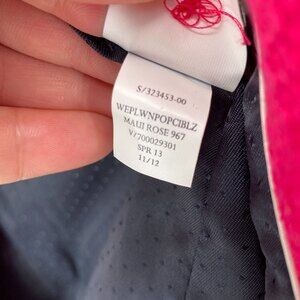 S/323453-00
WEPLWNPOPCIBLZ
MAUI ROSE 967
V/700029301
SPR 13
11/12